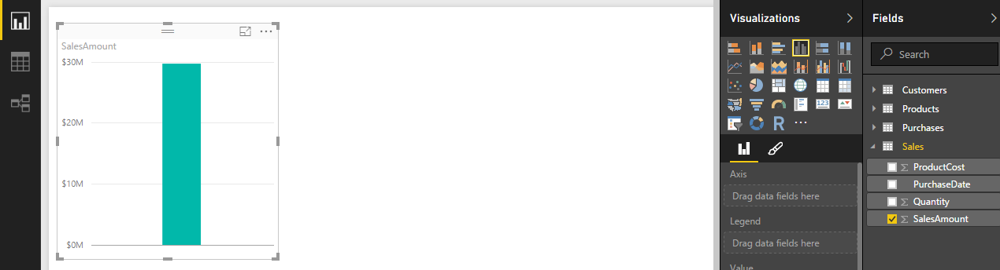 SalesAmount
$30M
$20M
$10M
$0M
Visualizations
R
123
Axis
Drag data fields here
Legend
Drag data fields here
Value
Fields
Search
Customers
Products
Purchases
Sales
Σ ProductCost
PurchaseDate
Σ Quantity
Σ SalesAmount